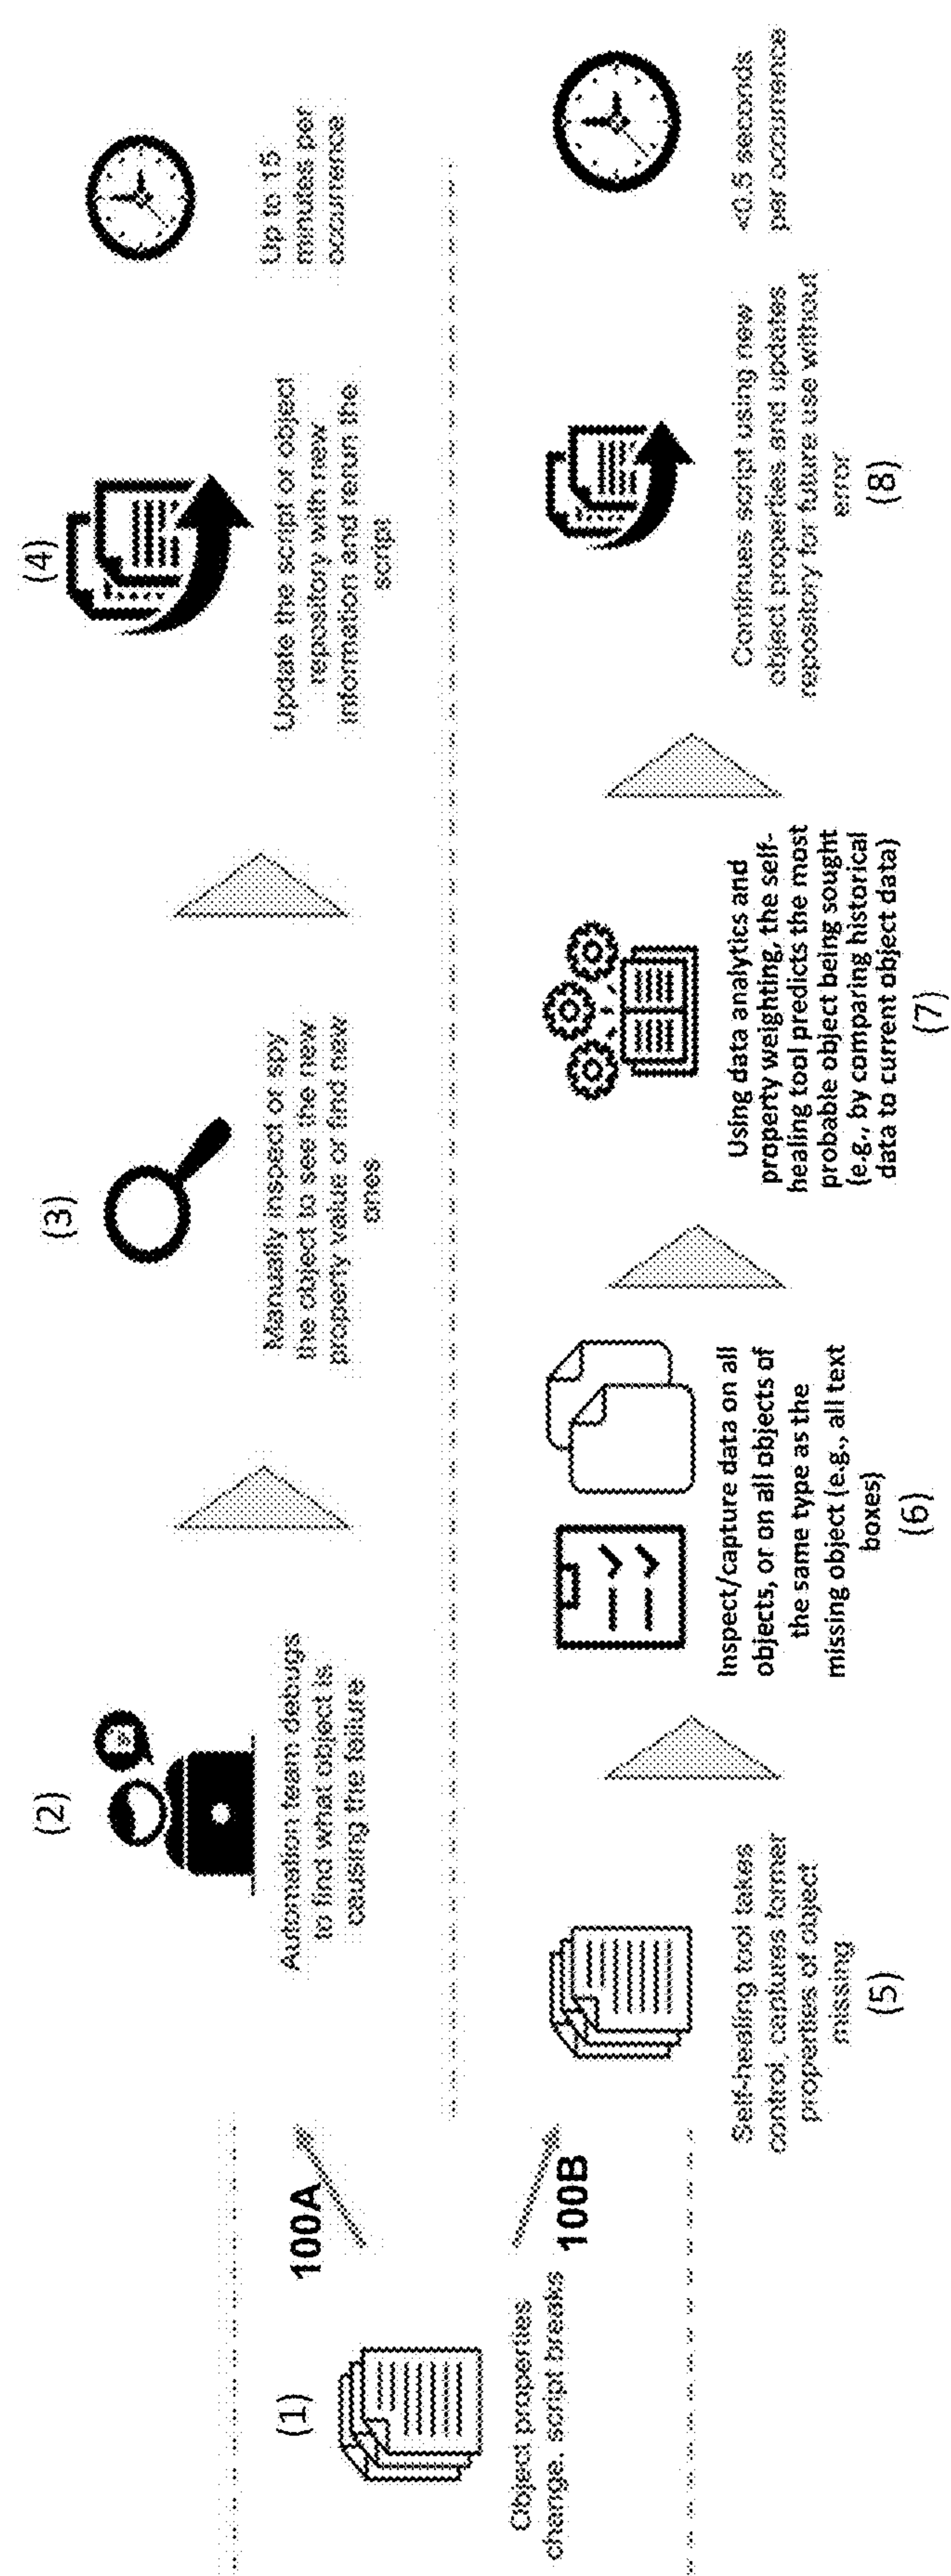 (1)
Object properties
change. script breaks
100A
100B
(2)
Automation team debugs
to find what object is
causing the failure
(3)
Manually inspect or spy
the object to see the new
property value or find new
ones
(4)
Update the script or object
repository with new
information and rerun the
script
Up to 15
minutes per
occurrence
Self-healing tool takes
control, captures former
properties of object
missing
(5)
Inspect/capture data on all
objects, or on all objects of
the same type as the
missing object (e.g., all text
boxes)
(6)
Using data analytics and
property weighting, the self-
healing tool predicts the most
probable object being sought
(e.g., by comparing historical
data to current object data)
(7)
Continues script using new
object properties and updates
repository for future use without
error
(8)
<0.5 seconds
per occurrence